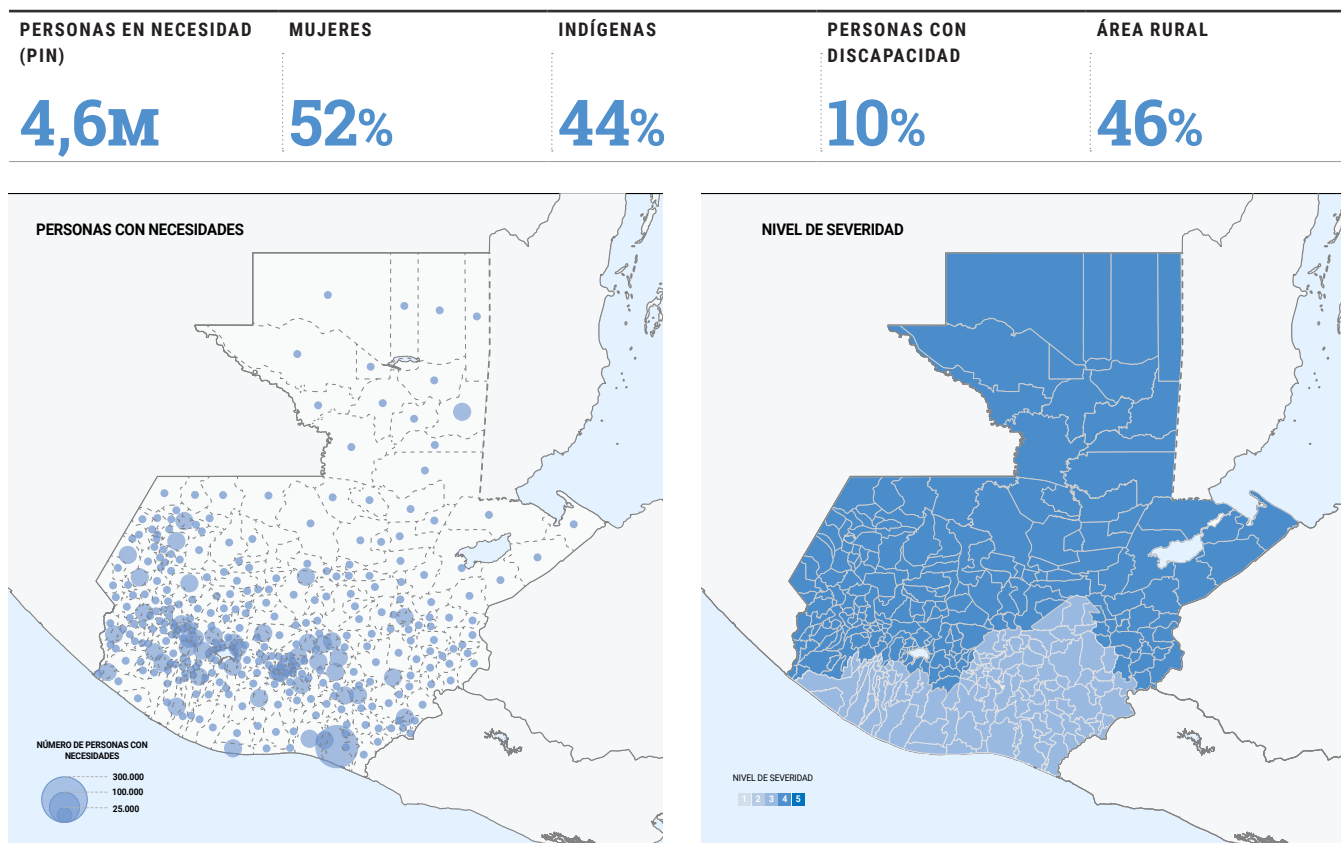 PERSONAS EN NECESIDAD
(PIN)
4,6M
MUJERES
52%
INDÍGENAS
44%
PERSONAS CON
DISCAPACIDAD
10%
ÁREA RURAL
46%
PERSONAS CON NECESIDADES
NÚMERO DE PERSONAS CON
NECESIDADES
300.000
100.000
25.000
NIVEL DE SEVERIDAD
NIVEL DE SEVERIDAD
1 2 3 4 5